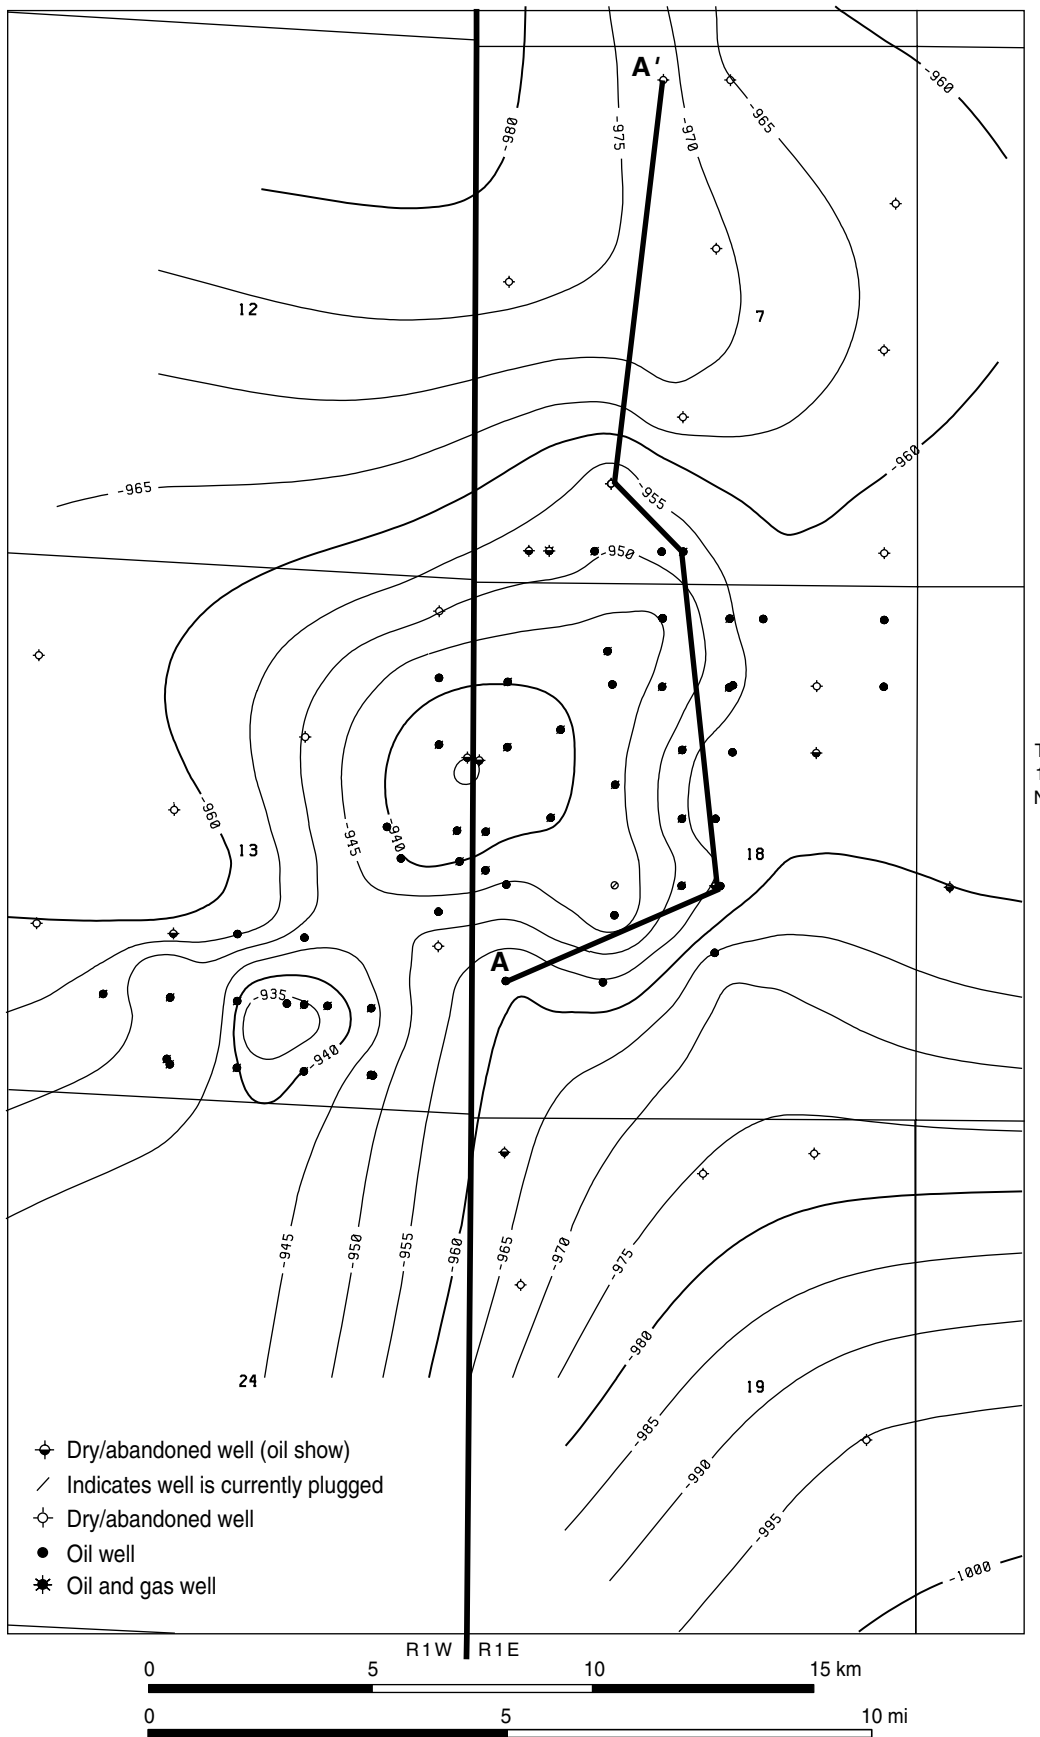 A'
-980
-975
-970
-965
-960
12
7
-965
-960
-955
-950
T
1
N
-960
-945
-940
13
18
A
-935
-940
-945
-950
-955
-960
-965
-970
-975
-980
24
19
-985
-990
-995
-1000
Dry/abandoned well (oil show)
Indicates well is currently plugged
Dry/abandoned well
Oil well
Oil and gas well
R1W R1E
0 5 10 15 km
0 5 10 mi